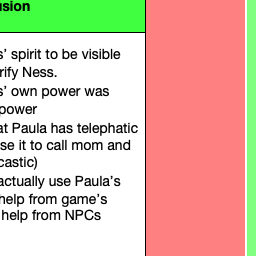 usion
s’ spirit to be visible
rify Ness.
s’ own power was
power
at Paula has telephatic
se it to call mom and
castic)
actually use Paula’s
help from game’s
help from NPCs